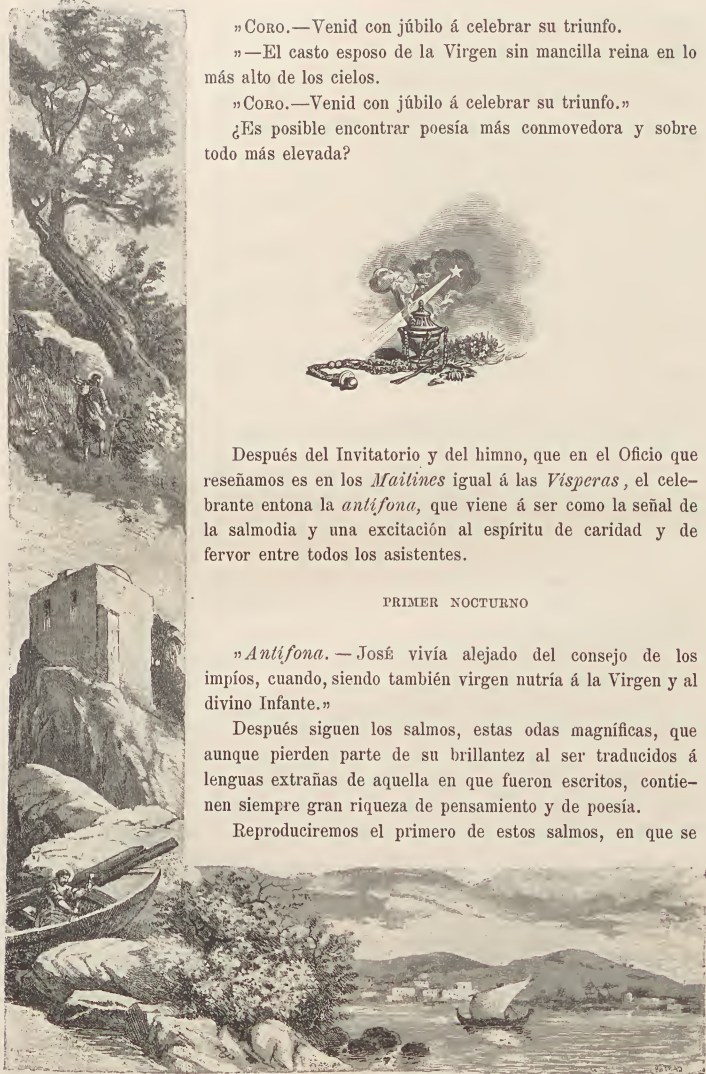 »CORO.—Venid con júbilo á celebrar su triunfo.
»—El casto esposo de la Virgen sin mancilla reina en lo
más alto de los cielos.
»CORO.—Venid con júbilo á celebrar su triunfo.»
¿Es posible encontrar poesía más conmovedora y sobre
todo más elevada?
Después del Invitatorio y del himno, que en el Oficio que
reseñamos es en los Maitines igual á las Vísperas, el cele-
brante entona la antífona, que viene á ser como la señal de
la salmodia y una excitación al espíritu de caridad y de
fervor entre todos los asistentes.
PRIMER NOCTURNO
»Antífona. — JOSÉ vivía alejado del consejo de los
impíos, cuando, siendo también virgen nutría á la Virgen y al
divino Infante.»
Después siguen los salmos, estas odas magníficas, que
aunque pierden parte de su brillantez al ser traducidos á
lenguas extrañas de aquella en que fueron escritos, contie-
nen siempre gran riqueza de pensamiento y de poesía.
Reproduciremos el primero de estos salmos, en que se